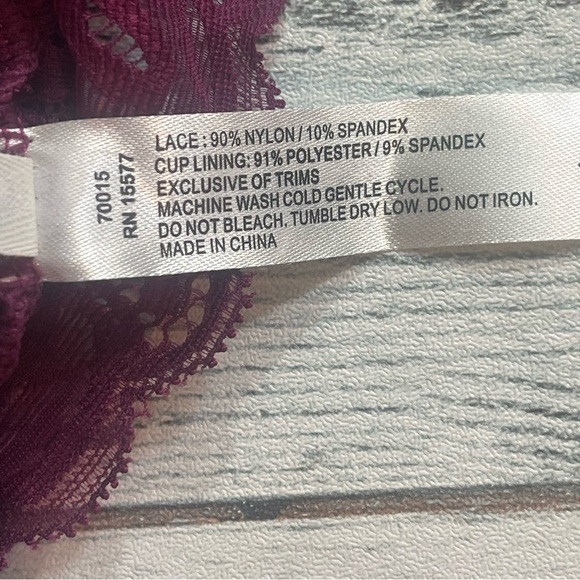 70015
RN 15577
LACE : 90% NYLON / 10% SPANDEX
CUP LINING: 91% POLYESTER / 9% SPANDEX
EXCLUSIVE OF TRIMS
MACHINE WASH COLD GENTLE CYCLE.
DO NOT BLEACH. TUMBLE DRY LOW. DO NOT IRON.
MADE IN CHINA